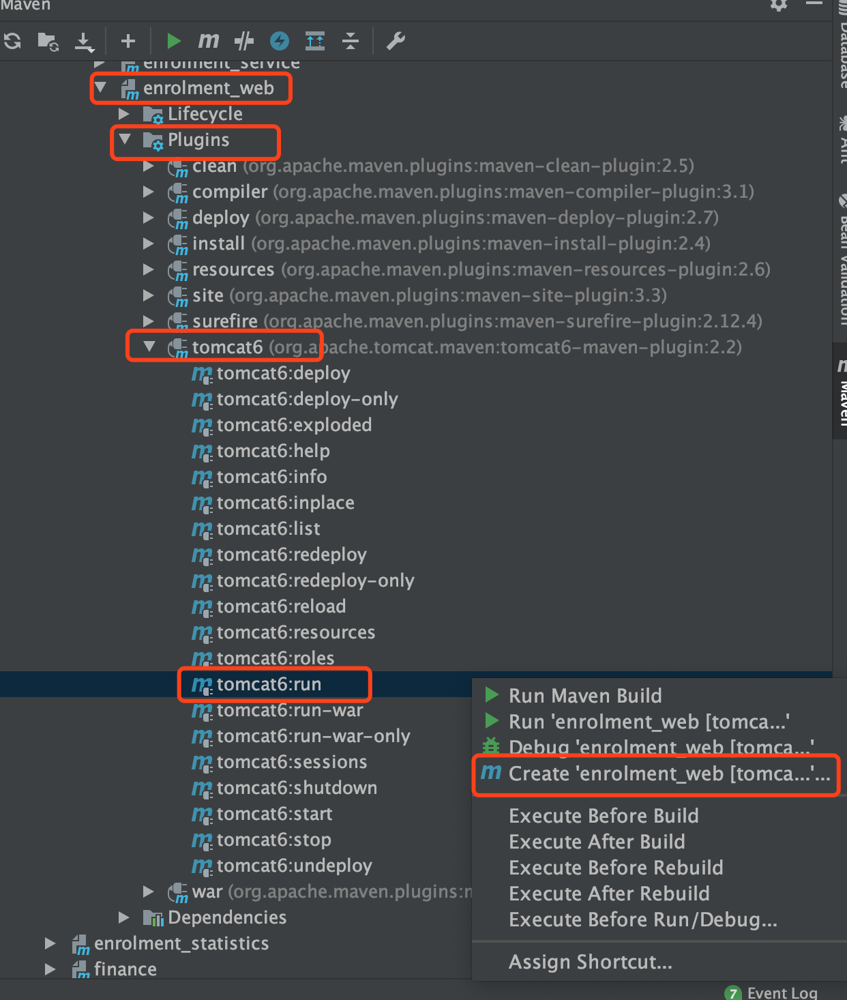 Maven
enrolment_service
enrolment_web
Lifecycle
Plugins
clean (org.apache.maven.plugins:maven-clean-plugin:2.5)
compiler (org.apache.maven.plugins:maven-compiler-plugin:3.1)
deploy (org.apache.maven.plugins:maven-deploy-plugin:2.7)
install (org.apache.maven.plugins:maven-install-plugin:2.4)
resources (org.apache.maven.plugins:maven-resources-plugin:2.6)
site (org.apache.maven.plugins:maven-site-plugin:3.3)
surefire (org.apache.maven.plugins:maven-surefire-plugin:2.12.4)
tomcat6 (org.apache.tomcat.maven:tomcat6-maven-plugin:2.2)
tomcat6:deploy
tomcat6:deploy-only
tomcat6:exploded
tomcat6:help
tomcat6:info
tomcat6:inplace
tomcat6:list
tomcat6:redeploy
tomcat6:redeploy-only
tomcat6:reload
tomcat6:resources
tomcat6:roles
tomcat6:run
tomcat6:run-war
tomcat6:run-war-only
tomcat6:sessions
tomcat6:shutdown
tomcat6:start
tomcat6:stop
tomcat6:undeploy
war (org.apache.maven.plugins:
Dependencies
enrolment_statistics
finance
Run Maven Build
Run 'enrolment_web [tomca...'
Debug 'enrolment_web [tomca...'
Create 'enrolment_web [tomca...'...
Execute Before Build
Execute After Build
Execute Before Rebuild
Execute After Rebuild
Execute Before Run/Debug...
Assign Shortcut...
Database
Ant
Bean Validation
Maven
7 Event Log